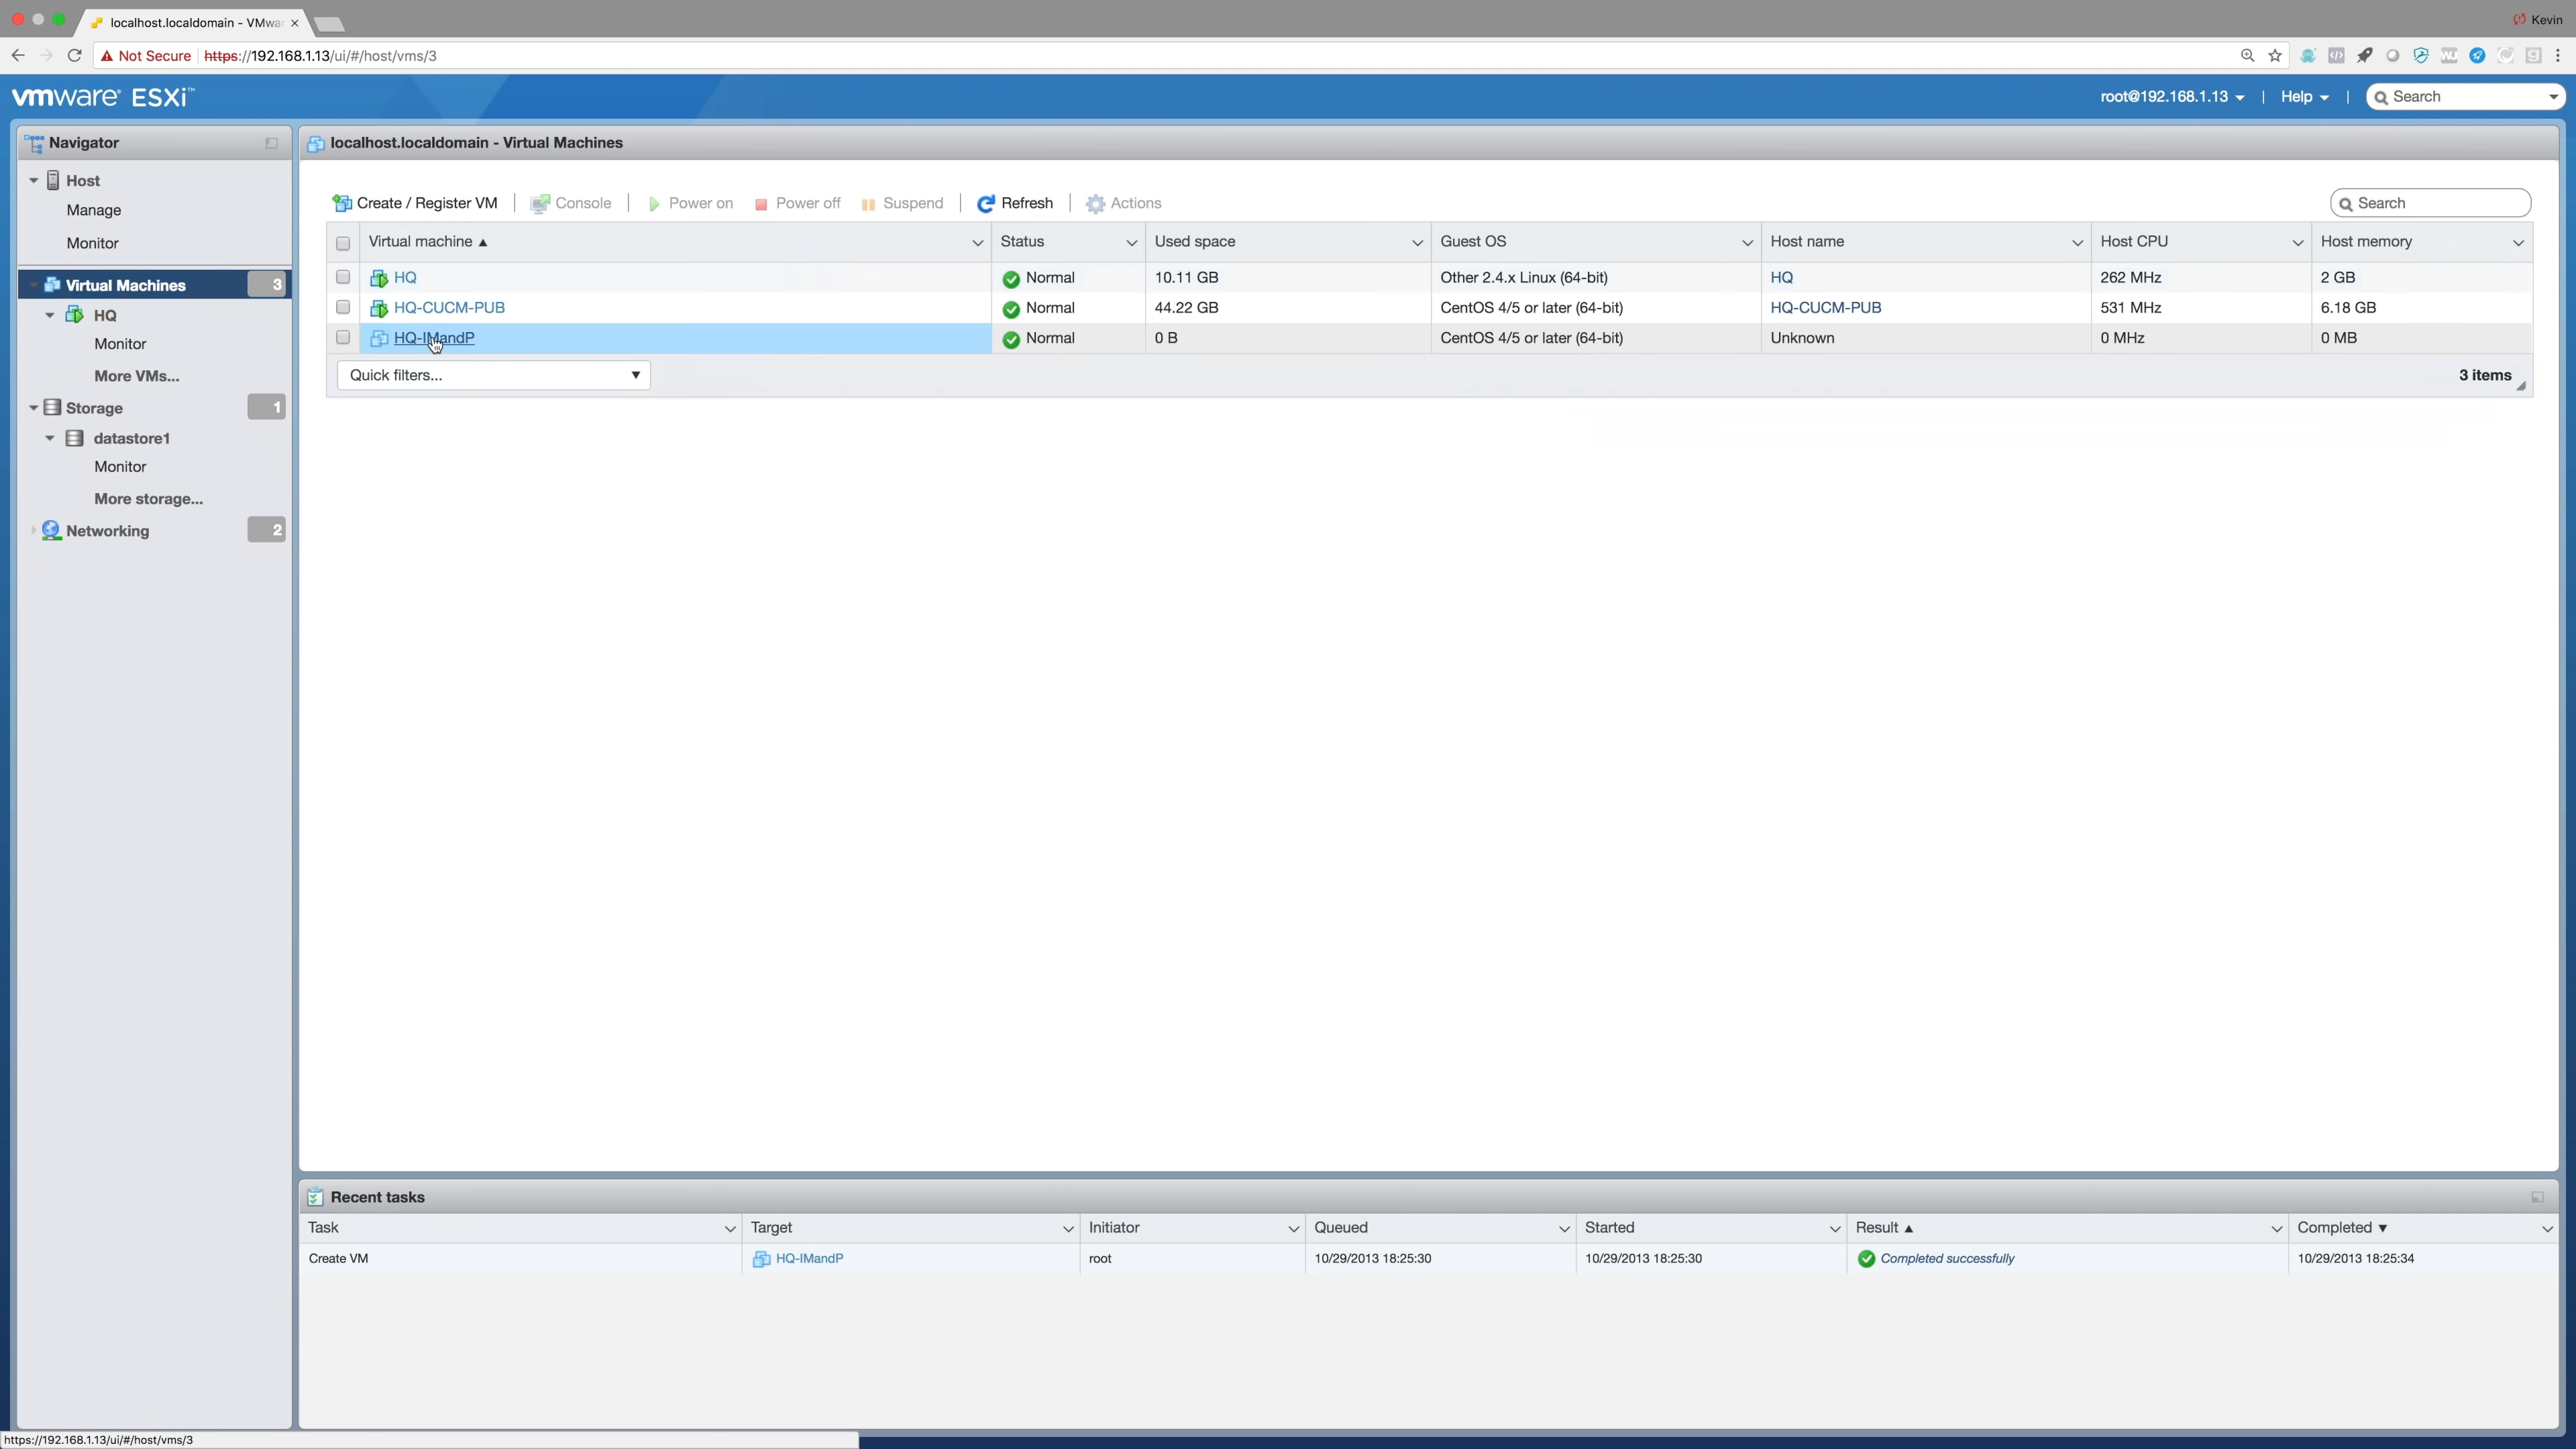 localhost.localdomain - VMwa
Kevin
Not Secure https://192.168.1.13/ui/#/host/vms/3
vmware® ESXi™
root@192.168.1.13 | Help | Search
Navigator
Host
Manage
Monitor
Virtual Machines 3
HQ
Monitor
More VMs...
Storage 1
datastore1
Monitor
More storage...
Networking 2
localhost.localdomain - Virtual Machines
Create / Register VM | Console | Power on Power off Suspend | Refresh | Actions Search
Virtual machine ▲ Status Used space Guest OS Host name Host CPU Host memory
HQ Normal 10.11 GB Other 2.4.x Linux (64-bit) HQ 262 MHz 2 GB
HQ-CUCM-PUB Normal 44.22 GB CentOS 4/5 or later (64-bit) HQ-CUCM-PUB 531 MHz 6.18 GB
HQ-IMandP Normal 0 B CentOS 4/5 or later (64-bit) Unknown 0 MHz 0 MB
Quick filters... 3 items
Recent tasks
Task Target Initiator Queued Started Result ▲ Completed ▼
Create VM HQ-IMandP root 10/29/2013 18:25:30 10/29/2013 18:25:30 Completed successfully 10/29/2013 18:25:34
https://192.168.1.13/ui/#/host/vms/3